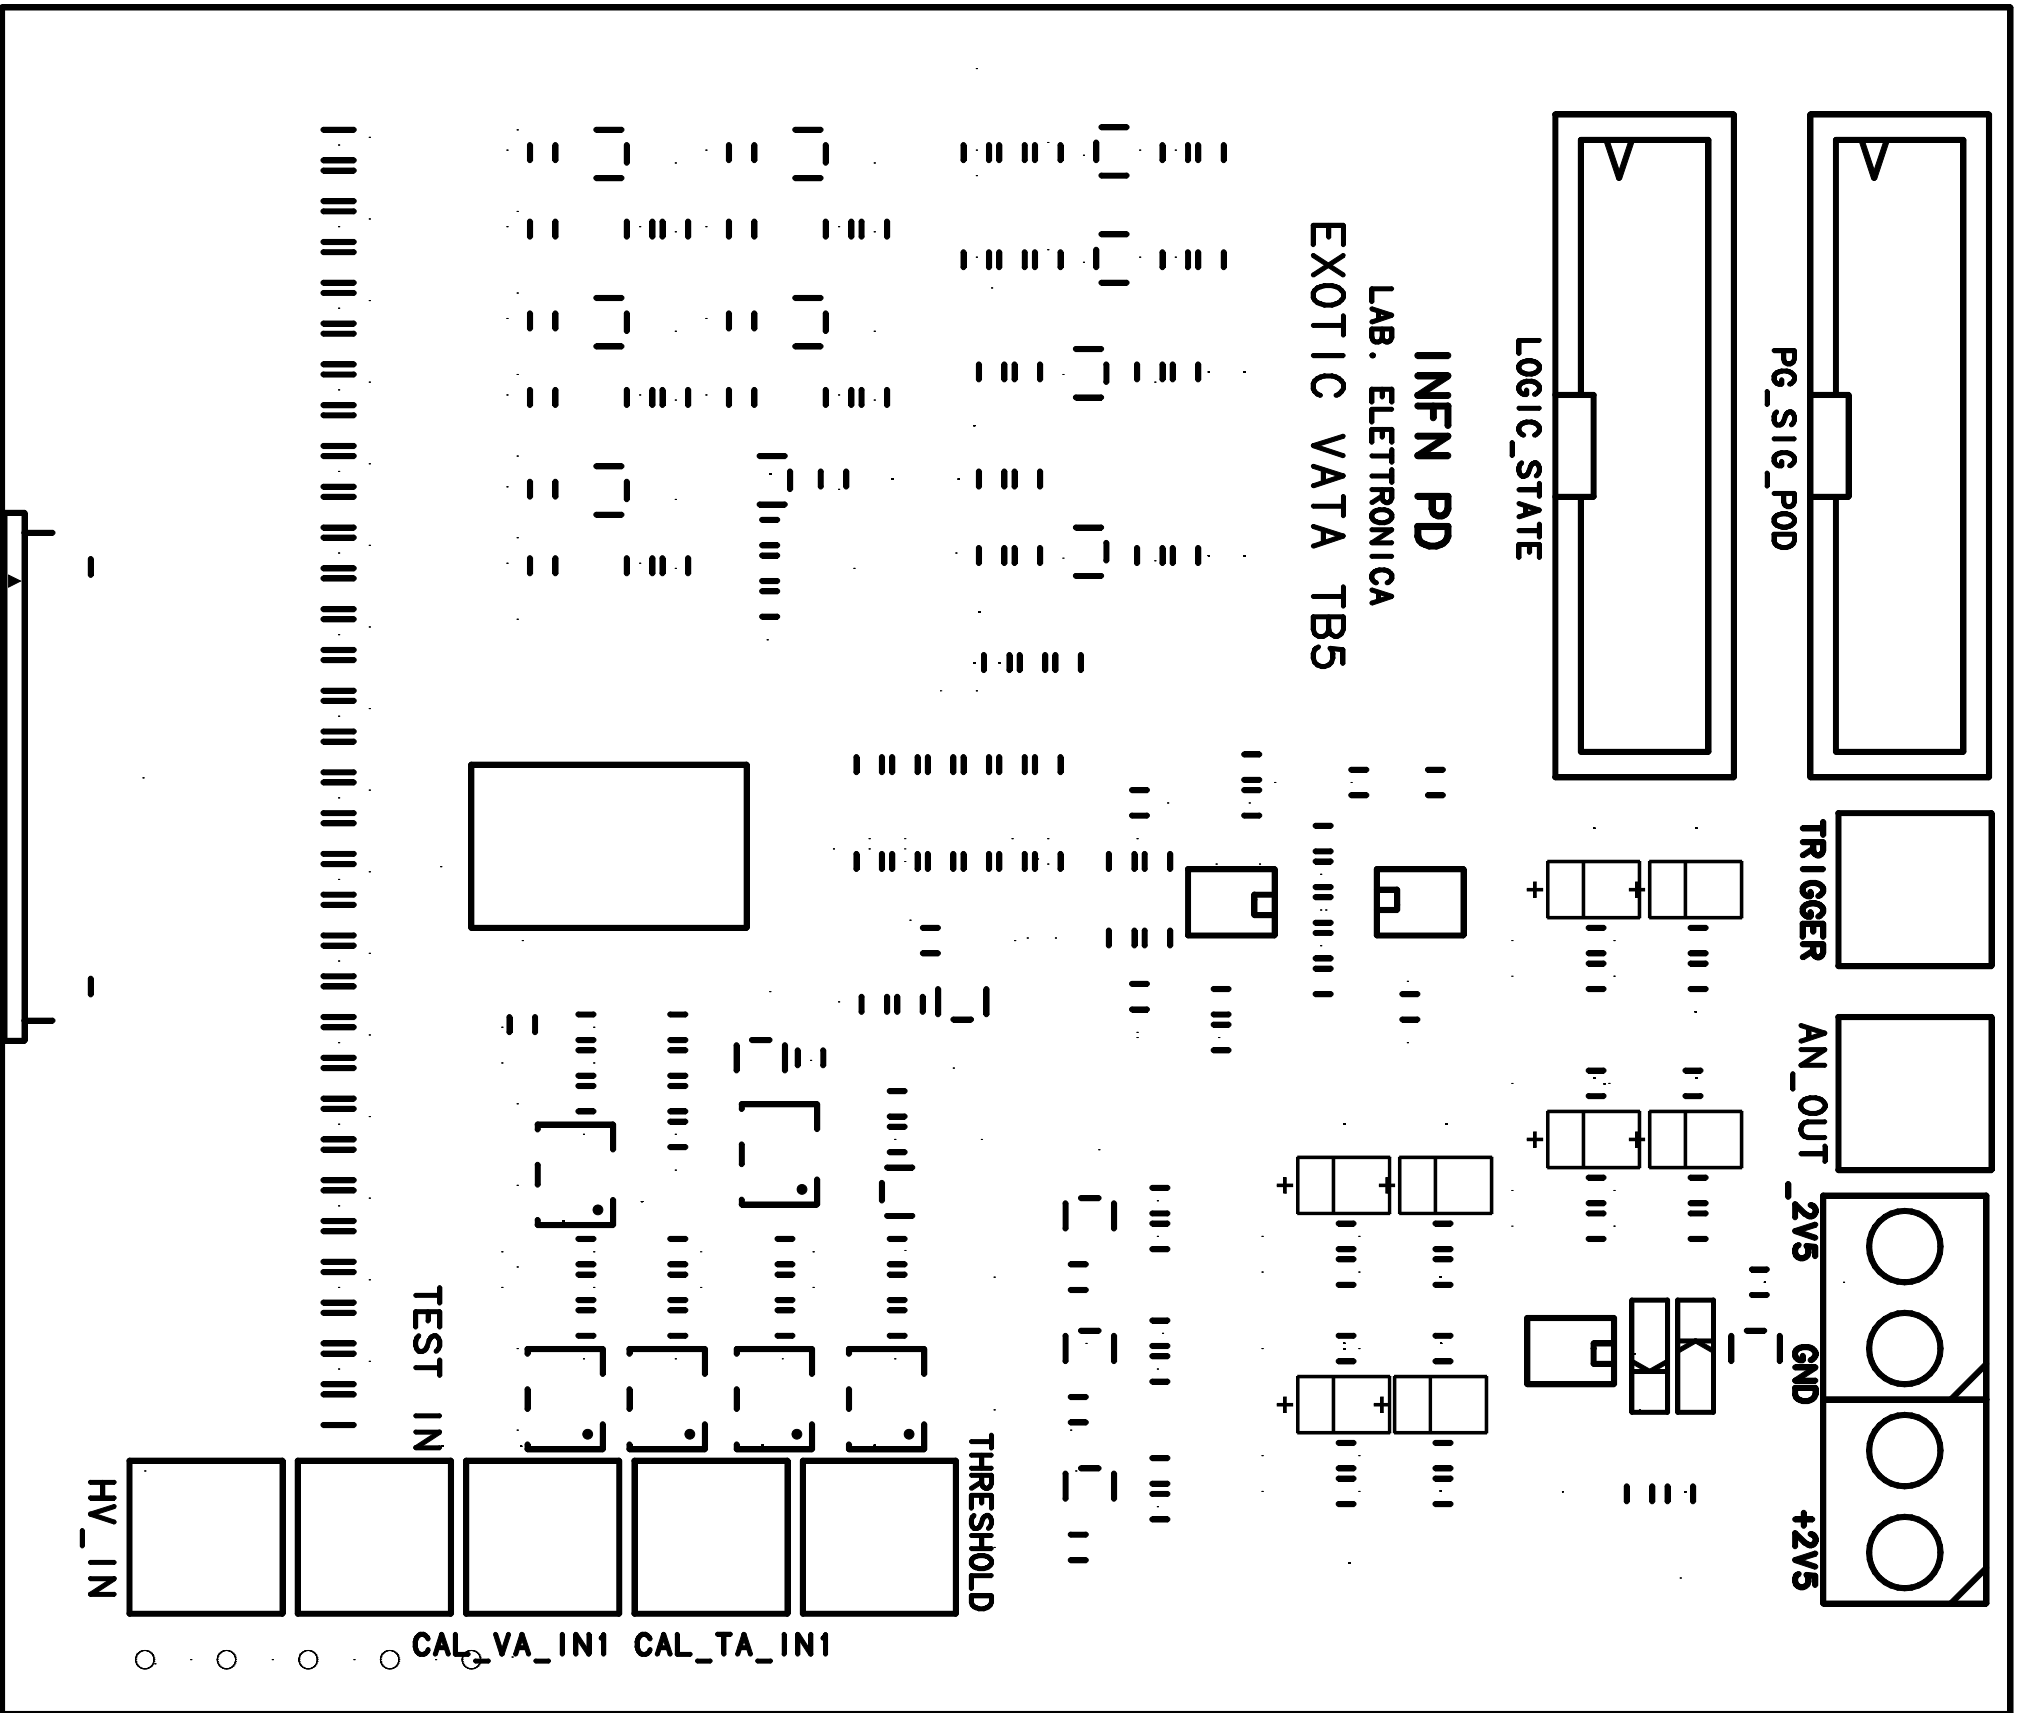 EXOTIC VATA TB5
LAB. ELETTRONICA
INFN PD
LOGIC_STATE
PG_SIG_POD
TRIGGER
AN_OUT
_2V5
GND
+2V5
TEST IN
THRESHOLD
HV_IN
CAL_VA_IN1
CAL_TA_IN1
+
+
+
+
+
+
+
+